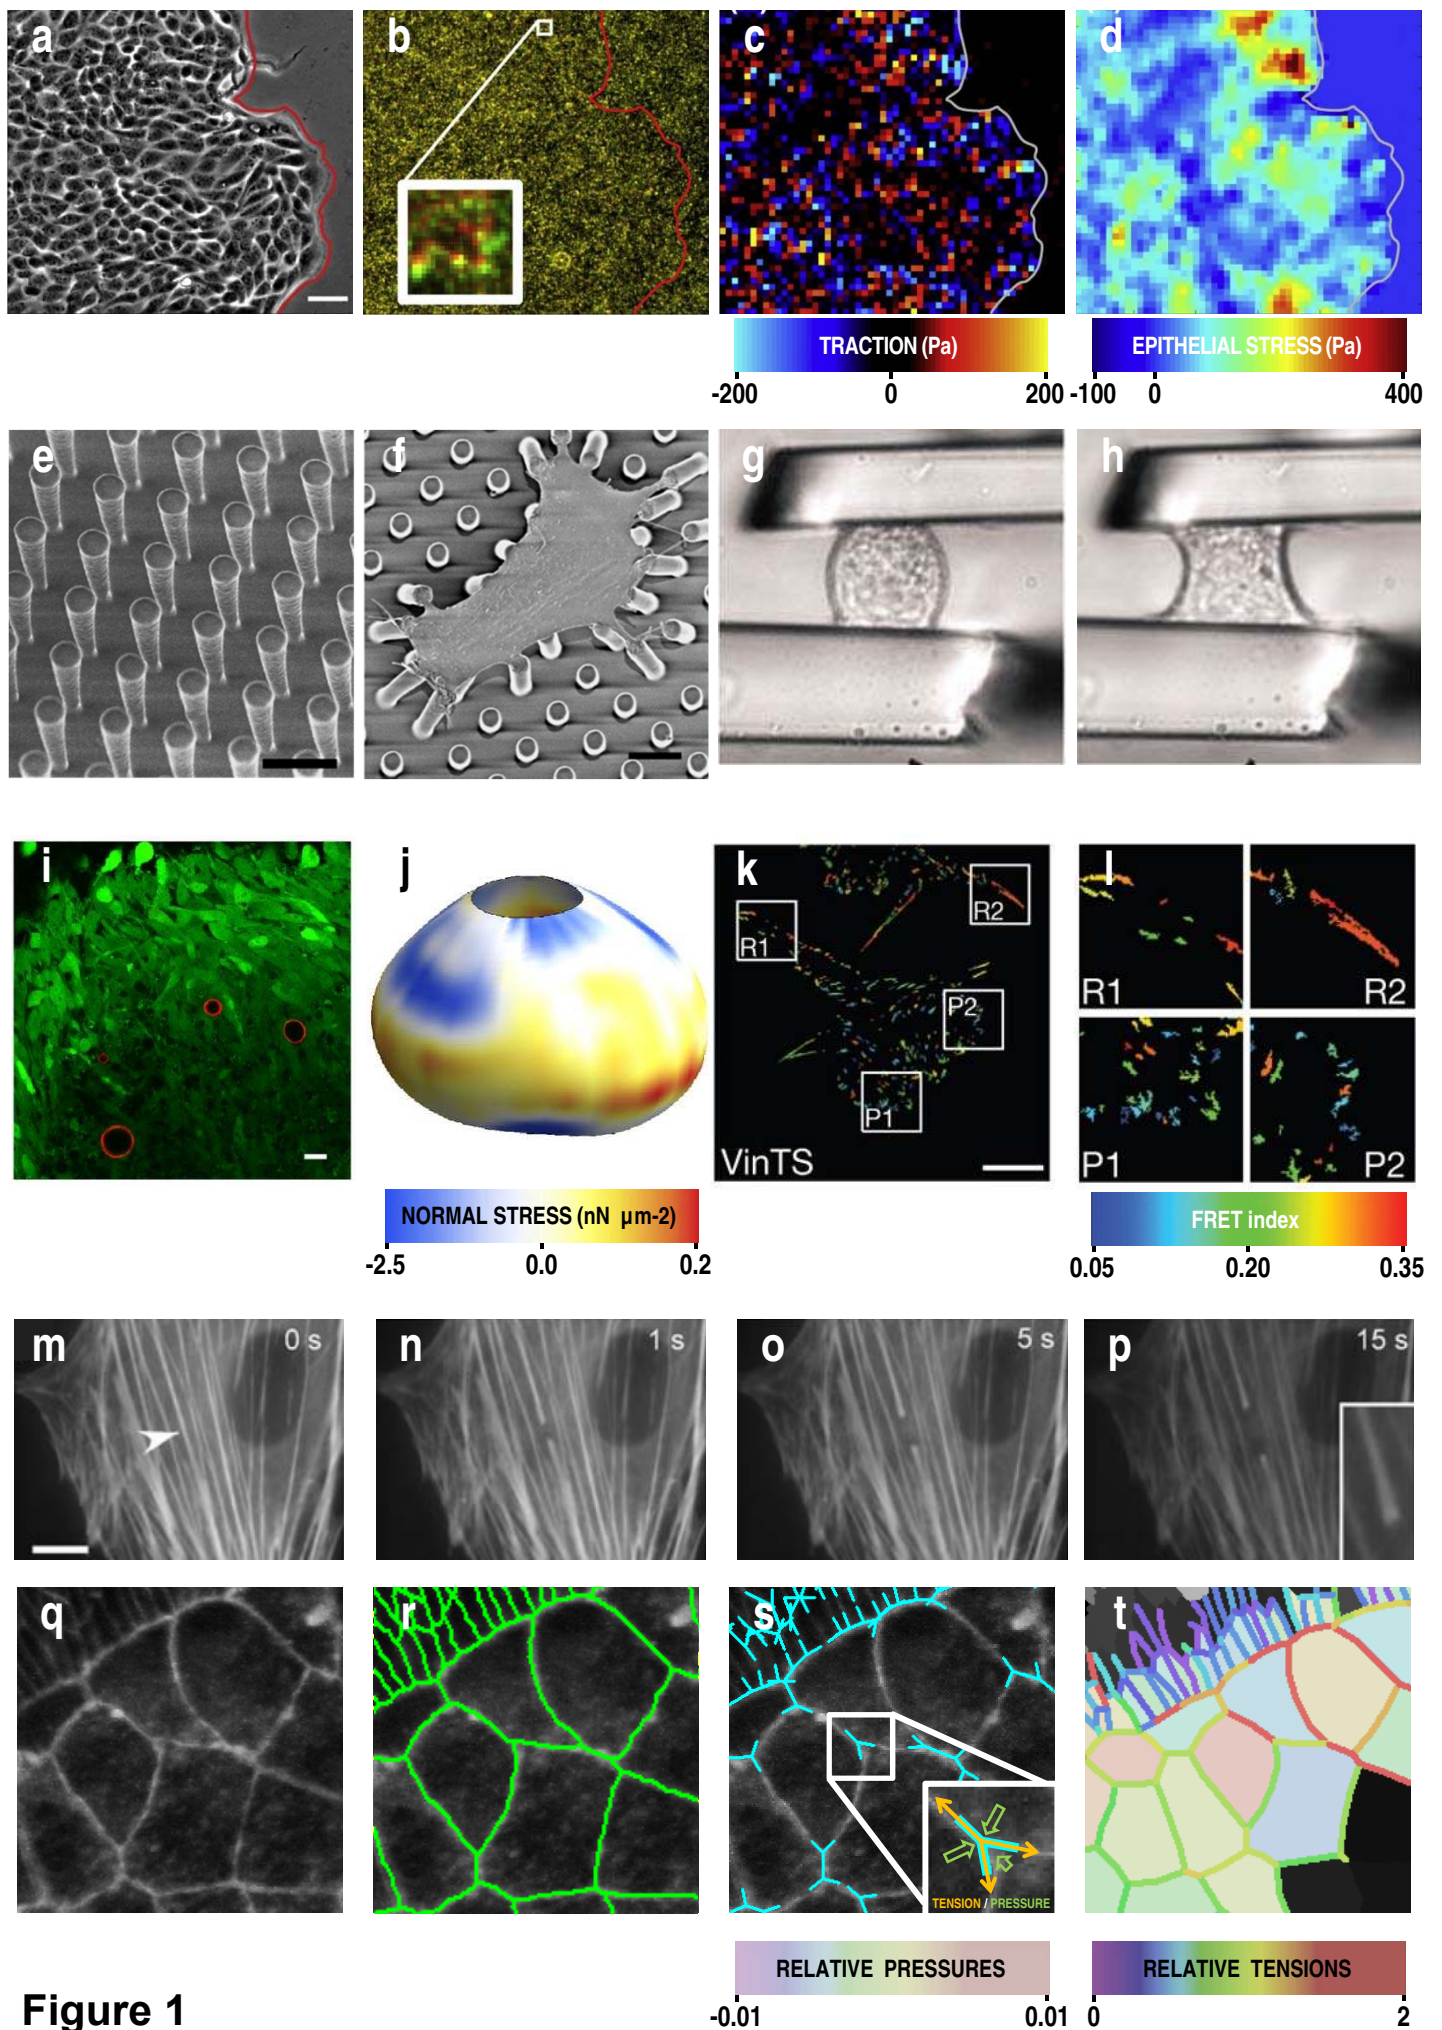 a
b
c
d
TRACTION (Pa)
EPITHELIAL STRESS (Pa)
-200 0 200
-100 0 400
e
f
g
h
i
j
k
l
R1
R2
P2
P1
VinTS
R1
R2
P1
P2
NORMAL STRESS (nN µm-2)
FRET index
-2.5 0.0 0.2
0.05 0.20 0.35
m
0 s
n
1 s
o
5 s
p
15 s
q
r
s
t
TENSION / PRESSURE
RELATIVE PRESSURES
RELATIVE TENSIONS
-0.01 0.01
0 2
Figure 1